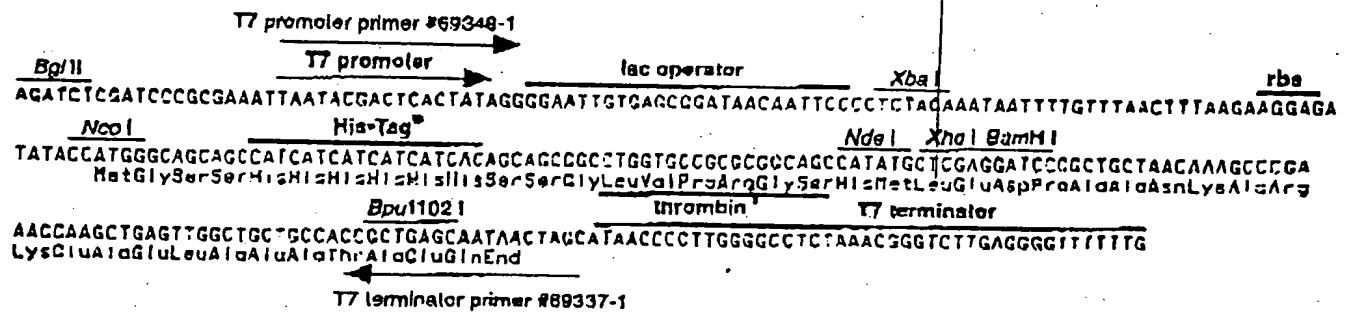 T7 promoter primer #69348-1
Bgl II T7 promoter lac operator Xba I rbs
AGATCTCGATCCCGCGAAATTAATACGACTCACTATAGGGGAATTGTGAGCGGATAACAATTCCCCTCTAGAAATAATTTTGTTTAACTTTAAGAAGGAGA
Nco I His•Tag® Nde I Xho I BamH I
TATACCATGGGCAGCAGCCATCATCATCATCATCACAGCAGCGGCCTGGTGCCGCGCGGCAGCCATATGCTCGAGGATCCGGCTGCTAACAAAGCCCGA
MetGlySerSerHisHisHisHisHisHisSerSerGlyLeuValProArgGlySerHisMetLeuGluAspProAlaAlaAsnLysAlaArg
Bpu1102 I thrombin T7 terminator
AACCAAGCTGAGTTGGCTGCTGCCACCGCTGAGCAATAACTAGCATAACCCCTTGGGGCCTCTAAACGGGTCTTGAGGGGTTTTTTG
LysGluAlaGluLeuAlaAlaAlaThrAlaGluGlnEnd
T7 terminator primer #69337-1